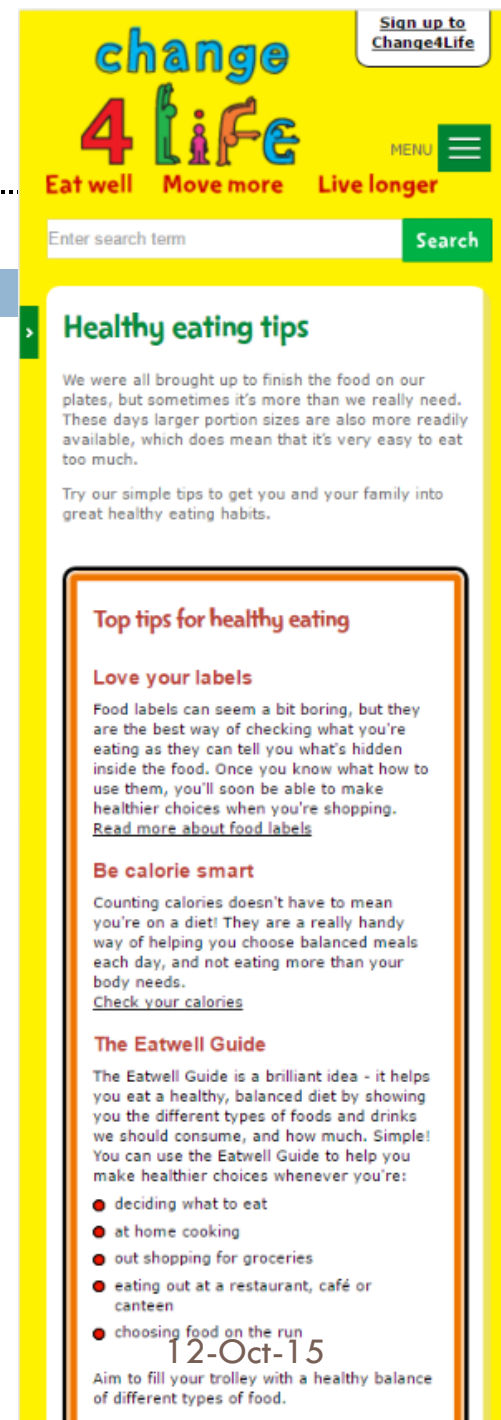 Sign up to
Change4Life
change
4 Life
MENU
Eat well Move more Live longer
Enter search term
Search
Healthy eating tips
We were all brought up to finish the food on our
plates, but sometimes it's more than we really need.
These days larger portion sizes are also more readily
available, which does mean that it's very easy to eat
too much.
Try our simple tips to get you and your family into
great healthy eating habits.
Top tips for healthy eating
Love your labels
Food labels can seem a bit boring, but they
are the best way of checking what you're
eating as they can tell you what's hidden
inside the food. Once you know what how to
use them, you'll soon be able to make
healthier choices when you're shopping.
Read more about food labels
Be calorie smart
Counting calories doesn't have to mean
you're on a diet! They are a really handy
way of helping you choose balanced meals
each day, and not eating more than your
body needs.
Check your calories
The Eatwell Guide
The Eatwell Guide is a brilliant idea - it helps
you eat a healthy, balanced diet by showing
you the different types of foods and drinks
we should consume, and how much. Simple!
You can use the Eatwell Guide to help you
make healthier choices whenever you're:
deciding what to eat
at home cooking
out shopping for groceries
eating out at a restaurant, café or
canteen
choosing food on the run
12-Oct-15
Aim to fill your trolley with a healthy balance
of different types of food.